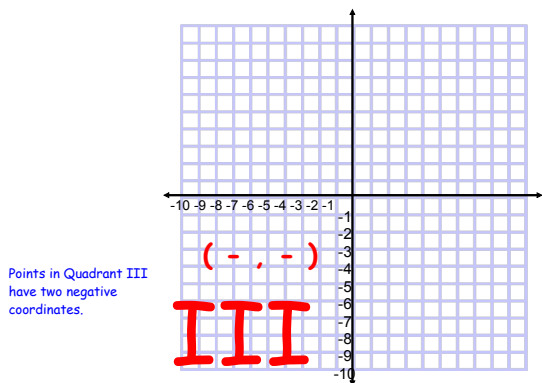 -10 -9 -8 -7 -6 -5 -4 -3 -2 -1
-1
-2
-3
( - , - )
-4
Points in Quadrant III
-5
have two negative
-6
coordinates.
III
-7
-8
-9
-10